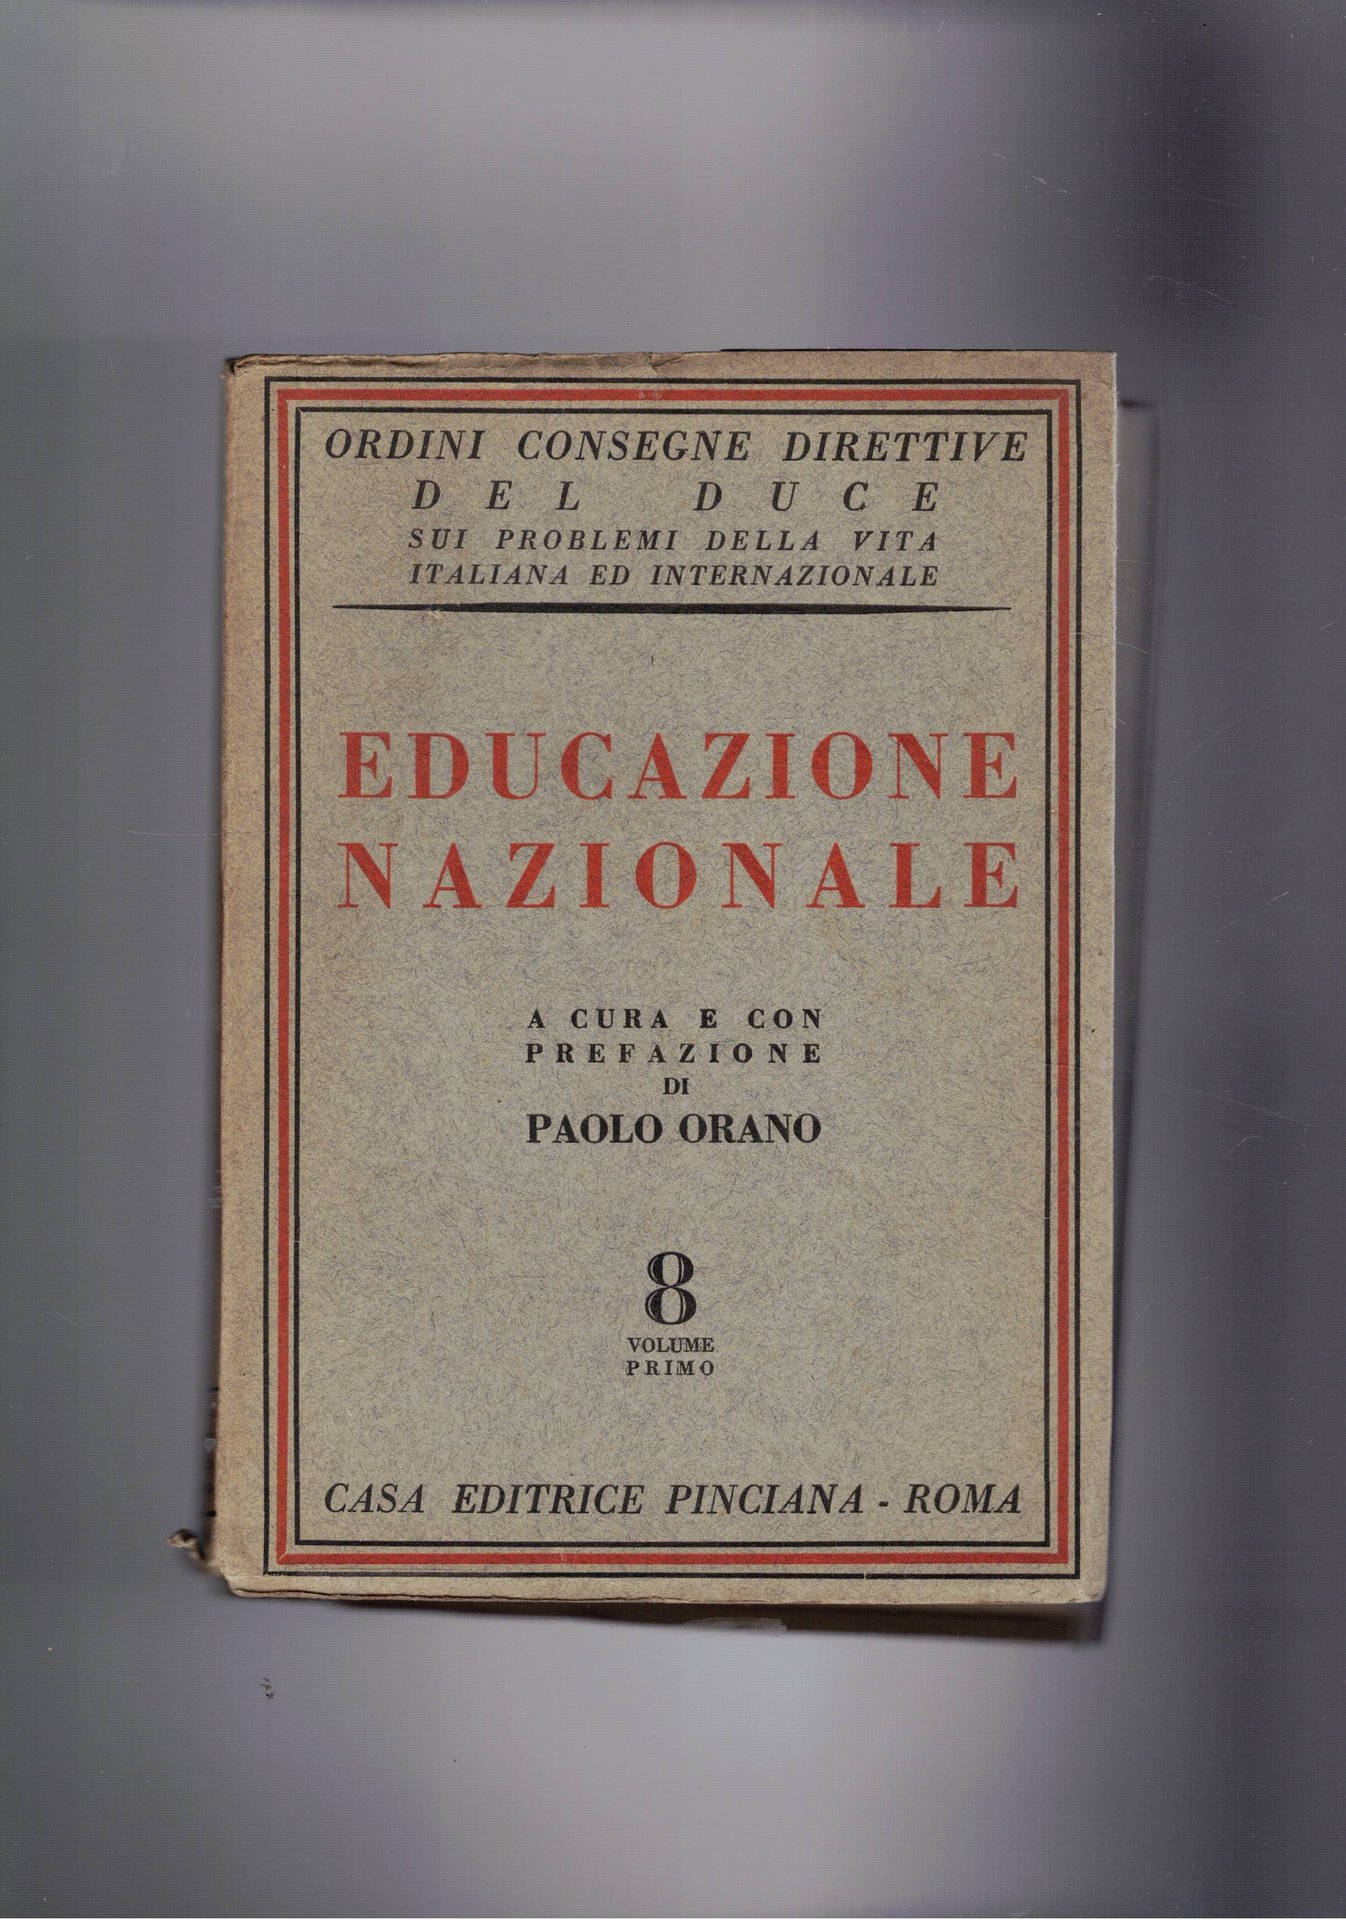 ORDINI CONSEGNE DIRETTIVE
DEL DUCE
SUI PROBLEMI DELLA VITA
ITALIANA ED INTERNAZIONALE
EDUCAZIONE
NAZIONALE
A CURA E CON
PREFAZIONE
DI
PAOLO ORANO
8
VOLUME
PRIMO
CASA EDITRICE PINCIANA - ROMA